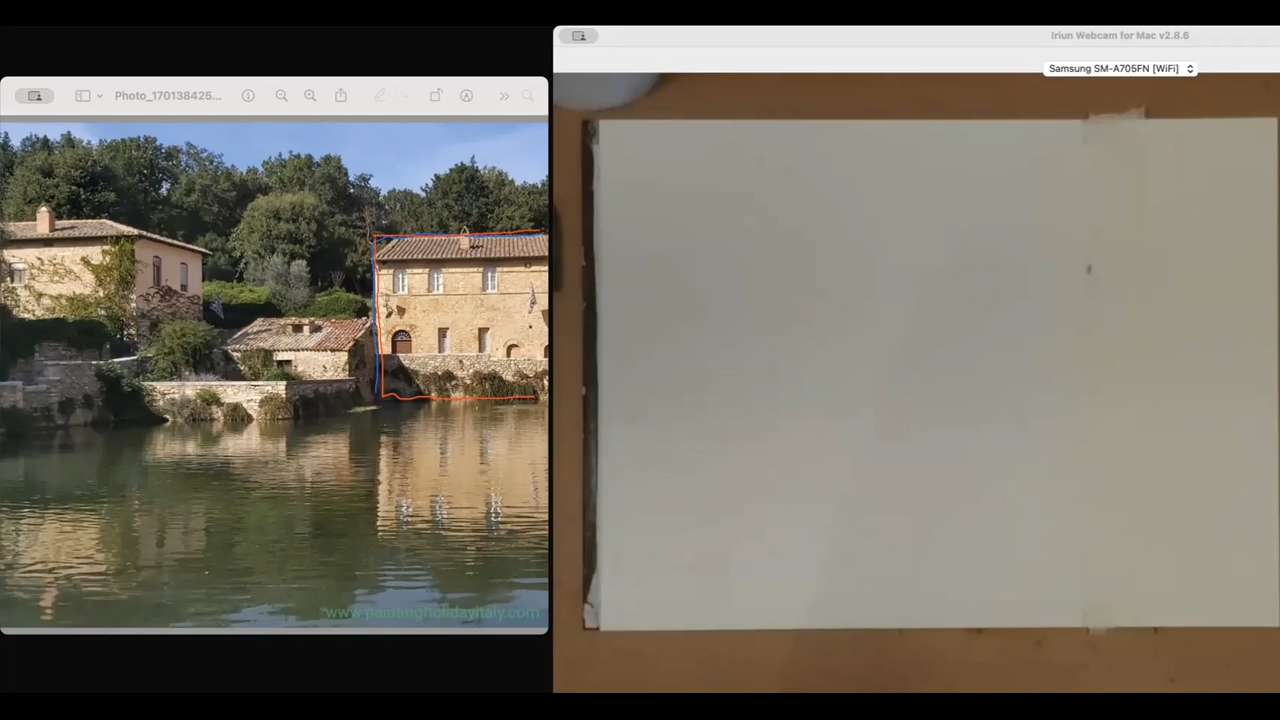 Iriun Webcam for Mac v2.8.6
Samsung SM-A705FN [WiFi]
Photo_170138425...
www.paintingholidayitaly.com